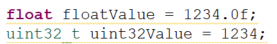 float floatValue = 1234.0f;
uint32_t uint32Value = 1234;